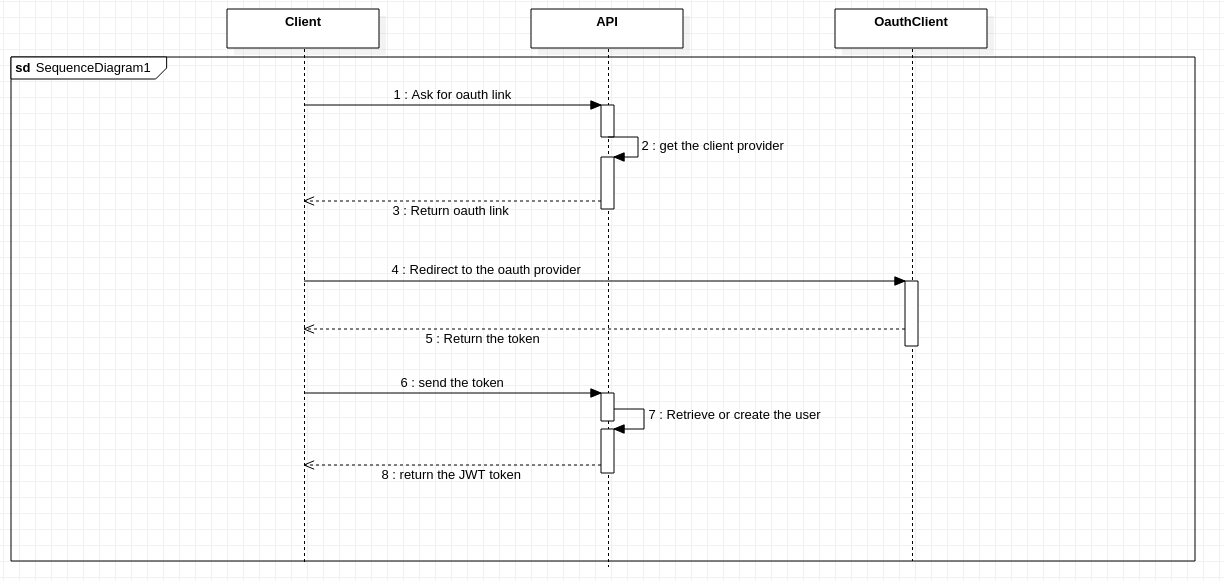 Client
API
OauthClient
sd SequenceDiagram1
1 : Ask for oauth link
2 : get the client provider
3 : Return oauth link
4 : Redirect to the oauth provider
5 : Return the token
6 : send the token
7 : Retrieve or create the user
8 : return the JWT token